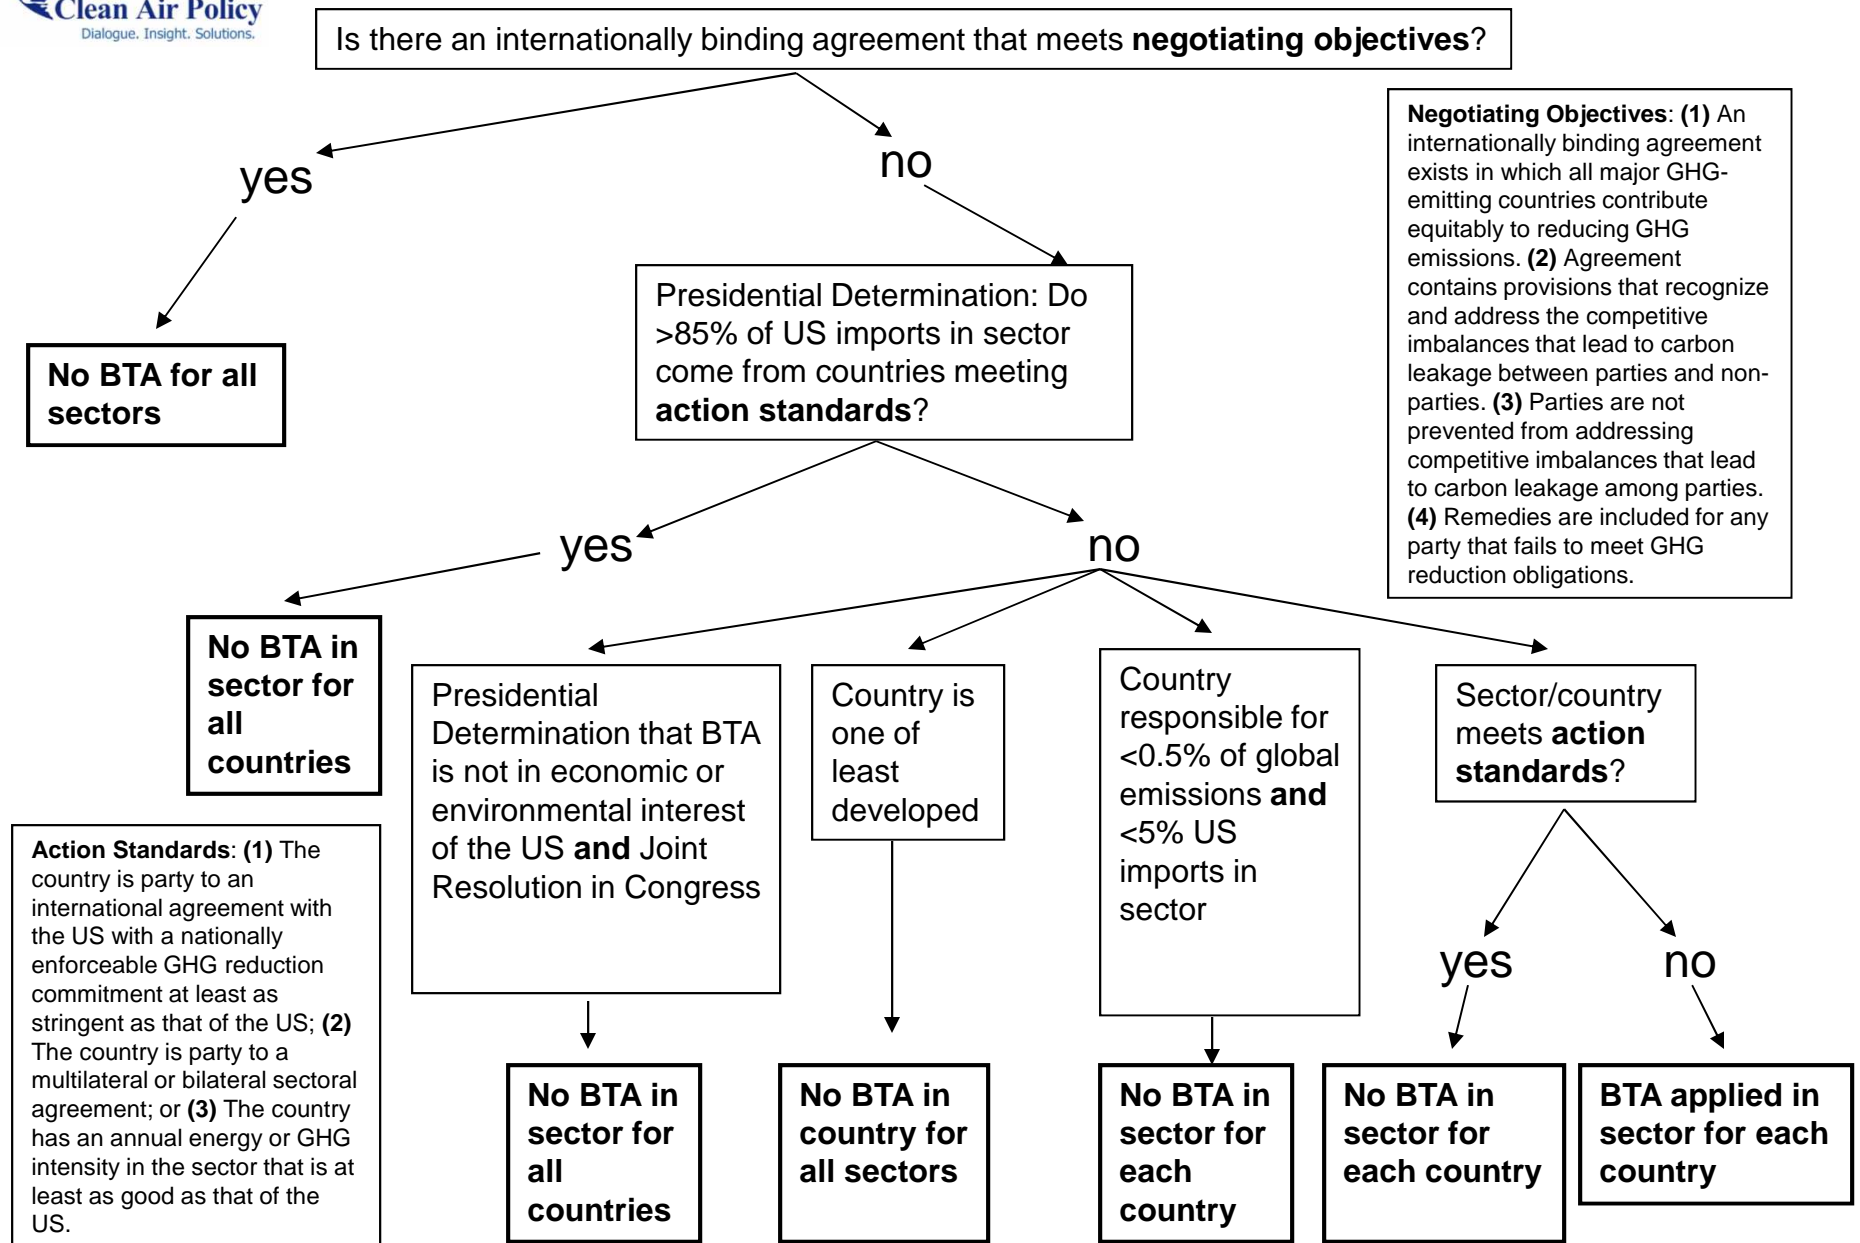 Clean Air Policy
Dialogue. Insight. Solutions.
Is there an internationally binding agreement that meets negotiating objectives?
Negotiating Objectives: (1) An
internationally binding agreement
exists in which all major GHG-
emitting countries contribute
equitably to reducing GHG
emissions. (2) Agreement
contains provisions that recognize
and address the competitive
imbalances that lead to carbon
leakage between parties and non-
parties. (3) Parties are not
prevented from addressing
competitive imbalances that lead
to carbon leakage among parties.
(4) Remedies are included for any
party that fails to meet GHG
reduction obligations.
yes
no
No BTA for all
sectors
Presidential Determination: Do
>85% of US imports in sector
come from countries meeting
action standards?
yes
no
No BTA in
sector for
all
countries
Presidential
Determination that BTA
is not in economic or
environmental interest
of the US and Joint
Resolution in Congress
Country is
one of
least
developed
Country
responsible for
<0.5% of global
emissions and
<5% US
imports in
sector
Sector/country
meets action
standards?
Action Standards: (1) The
country is party to an
international agreement with
the US with a nationally
enforceable GHG reduction
commitment at least as
stringent as that of the US; (2)
The country is party to a
multilateral or bilateral sectoral
agreement; or (3) The country
has an annual energy or GHG
intensity in the sector that is at
least as good as that of the
US.
yes
no
No BTA in
sector for
all
countries
No BTA in
country for
all sectors
No BTA in
sector for
each
country
No BTA in
sector for
each country
BTA applied in
sector for each
country